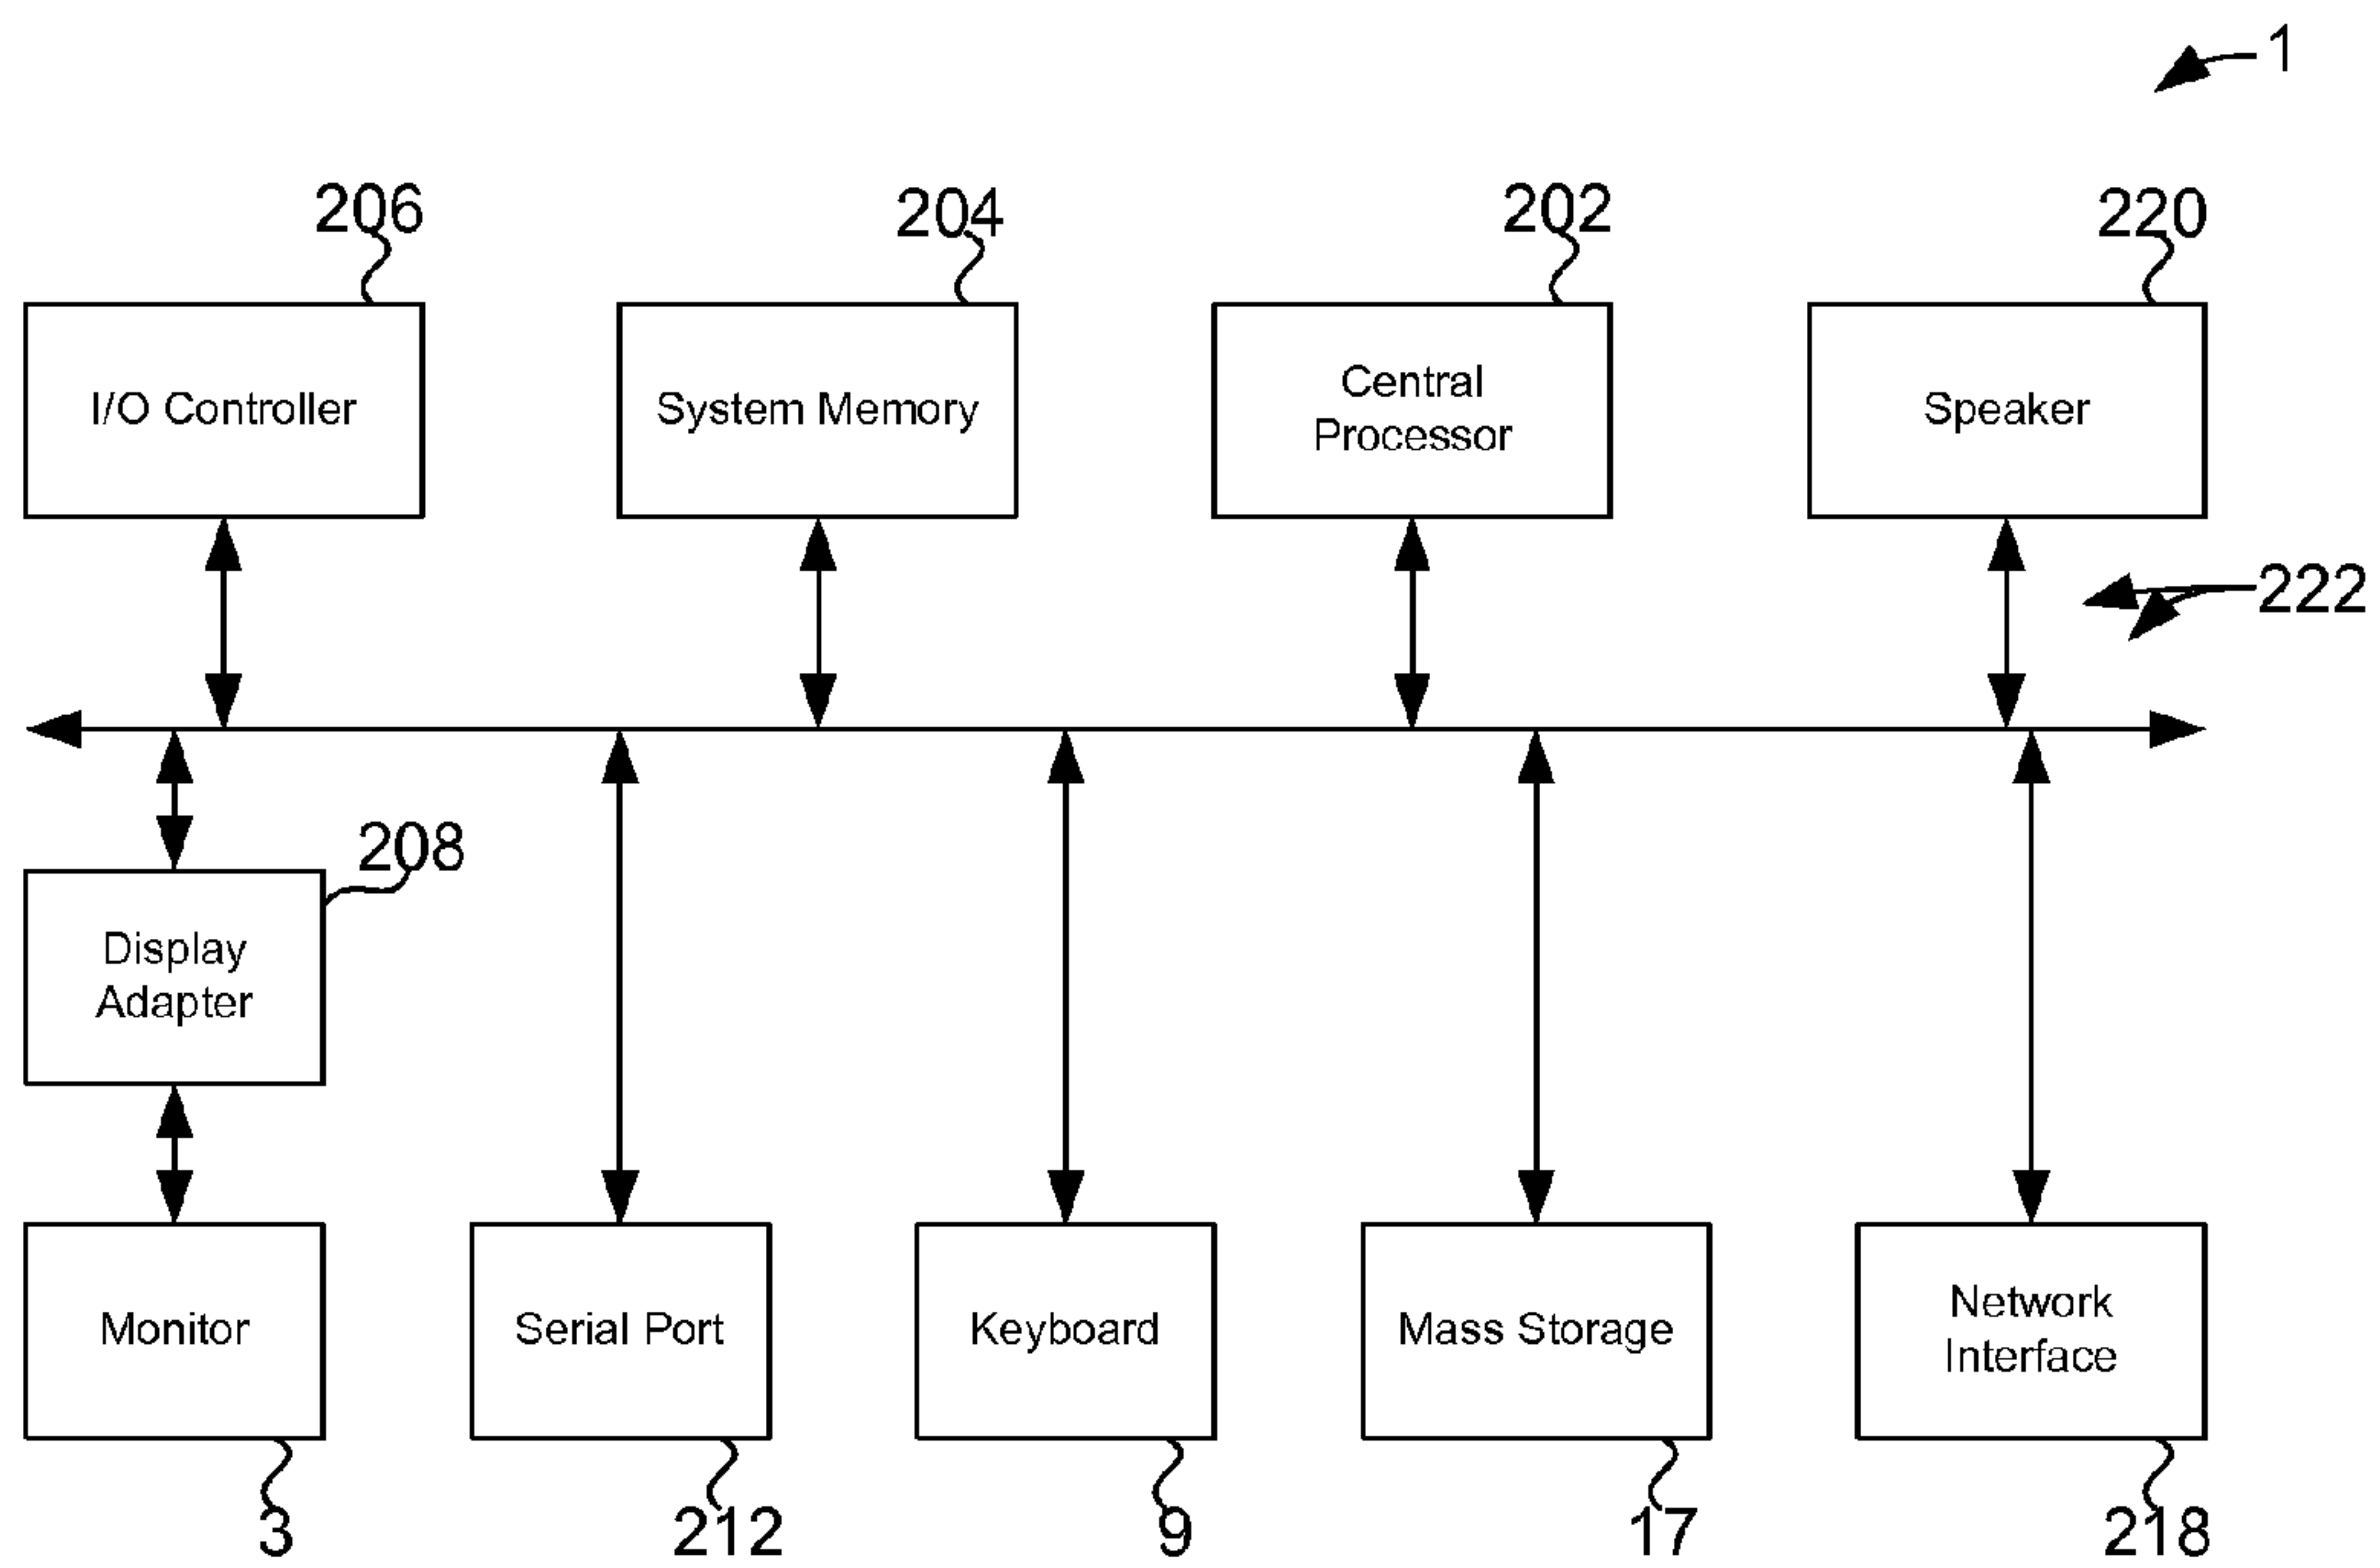 1
206
204
202
220
I/O Controller
System Memory
Central
Processor
Speaker
222
208
Display
Adapter
Monitor
Serial Port
Keyboard
Mass Storage
Network
Interface
3
212
9
17
218